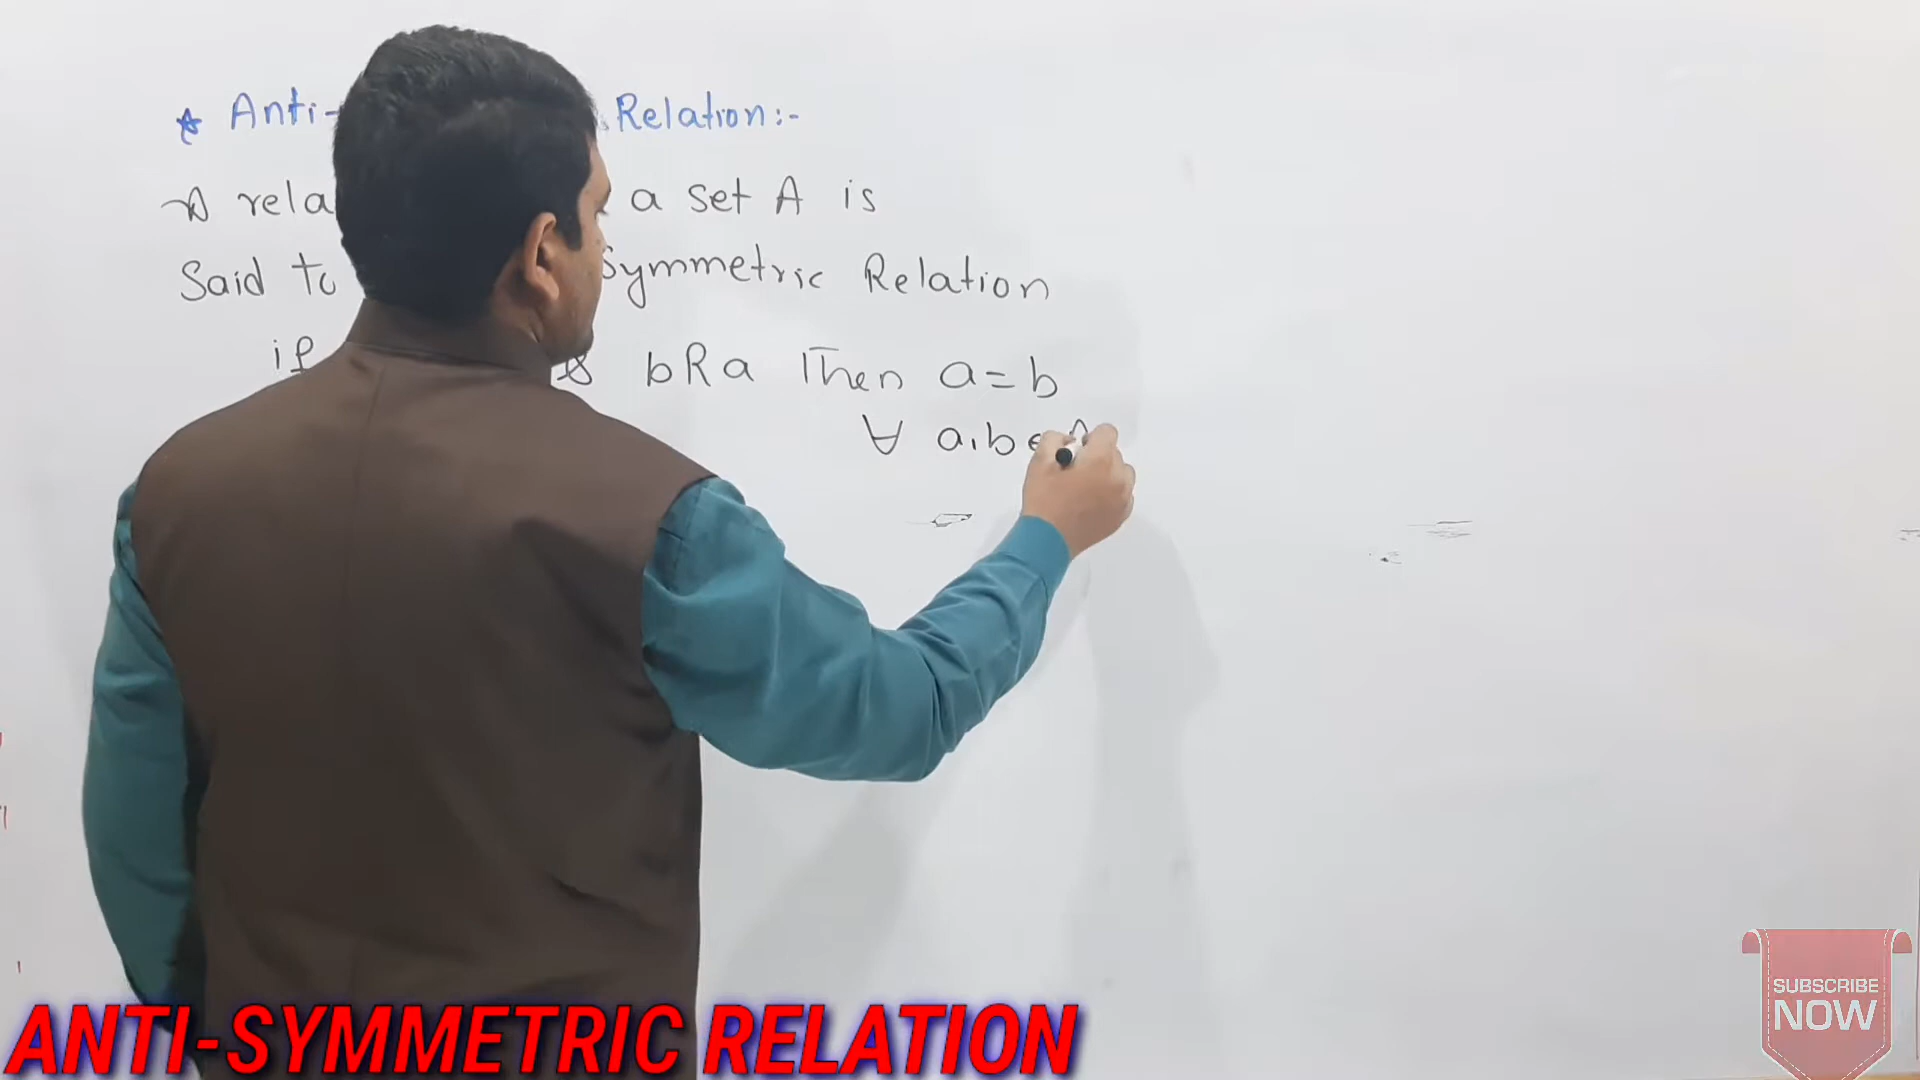 * Anti- Relation:-
A rela a set A is
Said to Symmetric Relation
if & bRa Then a=b
∀ a,b ∈ A
ANTI-SYMMETRIC RELATION
SUBSCRIBE
NOW